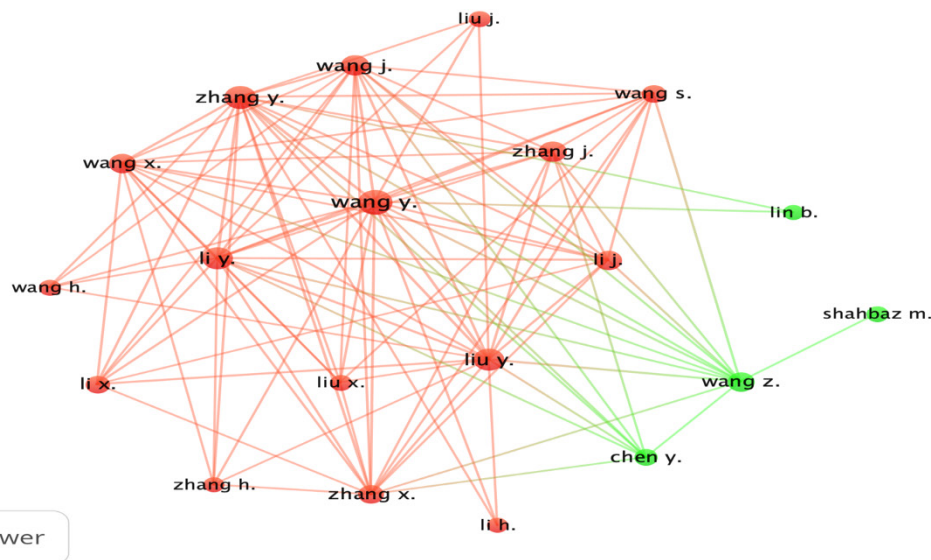 liu j.
wang j.
zhang y.
wang s.
zhang j.
wang x.
wang y.
lin b.
li y.
li j.
wang h.
shahbaz m.
liu y.
wang z.
li x.
liu x.
chen y.
zhang h.
zhang x.
li h.
wer